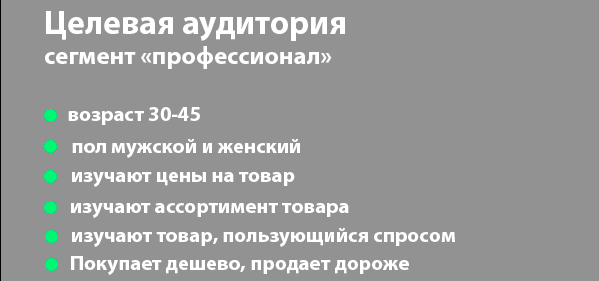 Целевая аудитория
сегмент «профессионал»
возраст 30-45
пол мужской и женский
изучают цены на товар
изучают ассортимент товара
изучают товар, пользующийся спросом
Покупает дешево, продает дороже